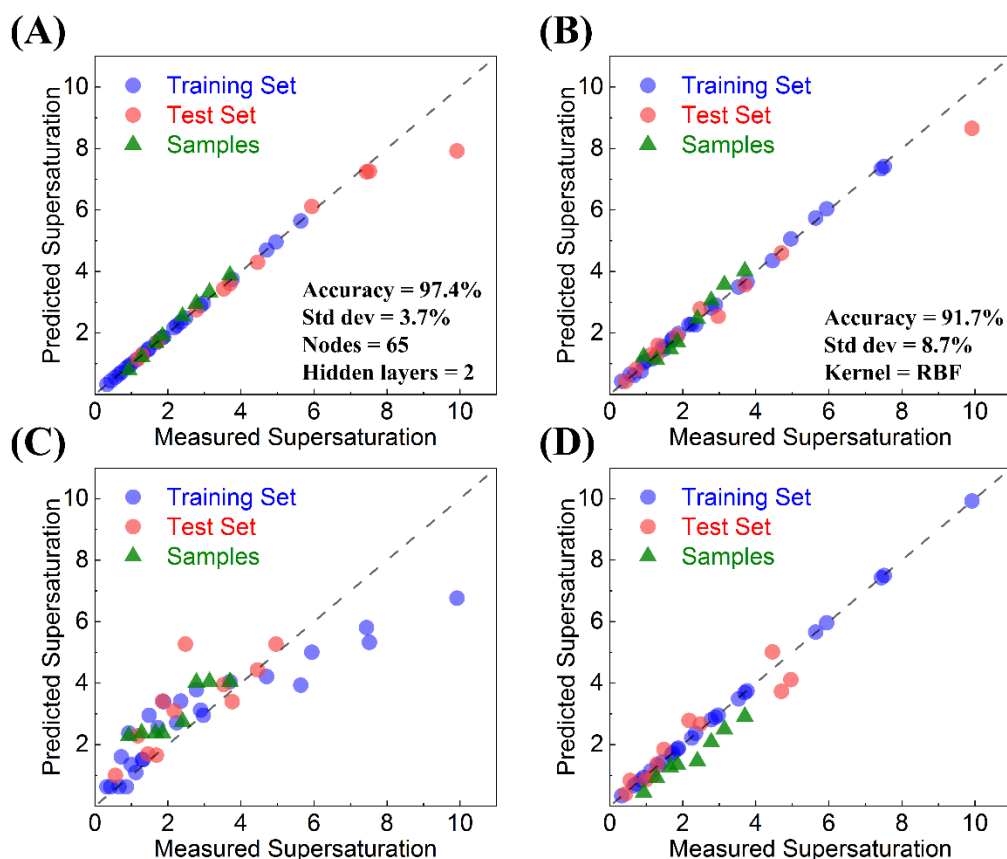 (A)
Training Set
Test Set
Samples
Accuracy = 97.4%
Std dev = 3.7%
Nodes = 65
Hidden layers = 2
Predicted Supersaturation
10
8
6
4
2
0 2 4 6 8 10
Measured Supersaturation
(B)
Training Set
Test Set
Samples
Accuracy = 91.7%
Std dev = 8.7%
Kernel = RBF
Predicted Supersaturation
10
8
6
4
2
0 2 4 6 8 10
Measured Supersaturation
(C)
Training Set
Test Set
Samples
Predicted Supersaturation
10
8
6
4
2
0 2 4 6 8 10
Measured Supersaturation
(D)
Training Set
Test Set
Samples
Predicted Supersaturation
10
8
6
4
2
0 2 4 6 8 10
Measured Supersaturation